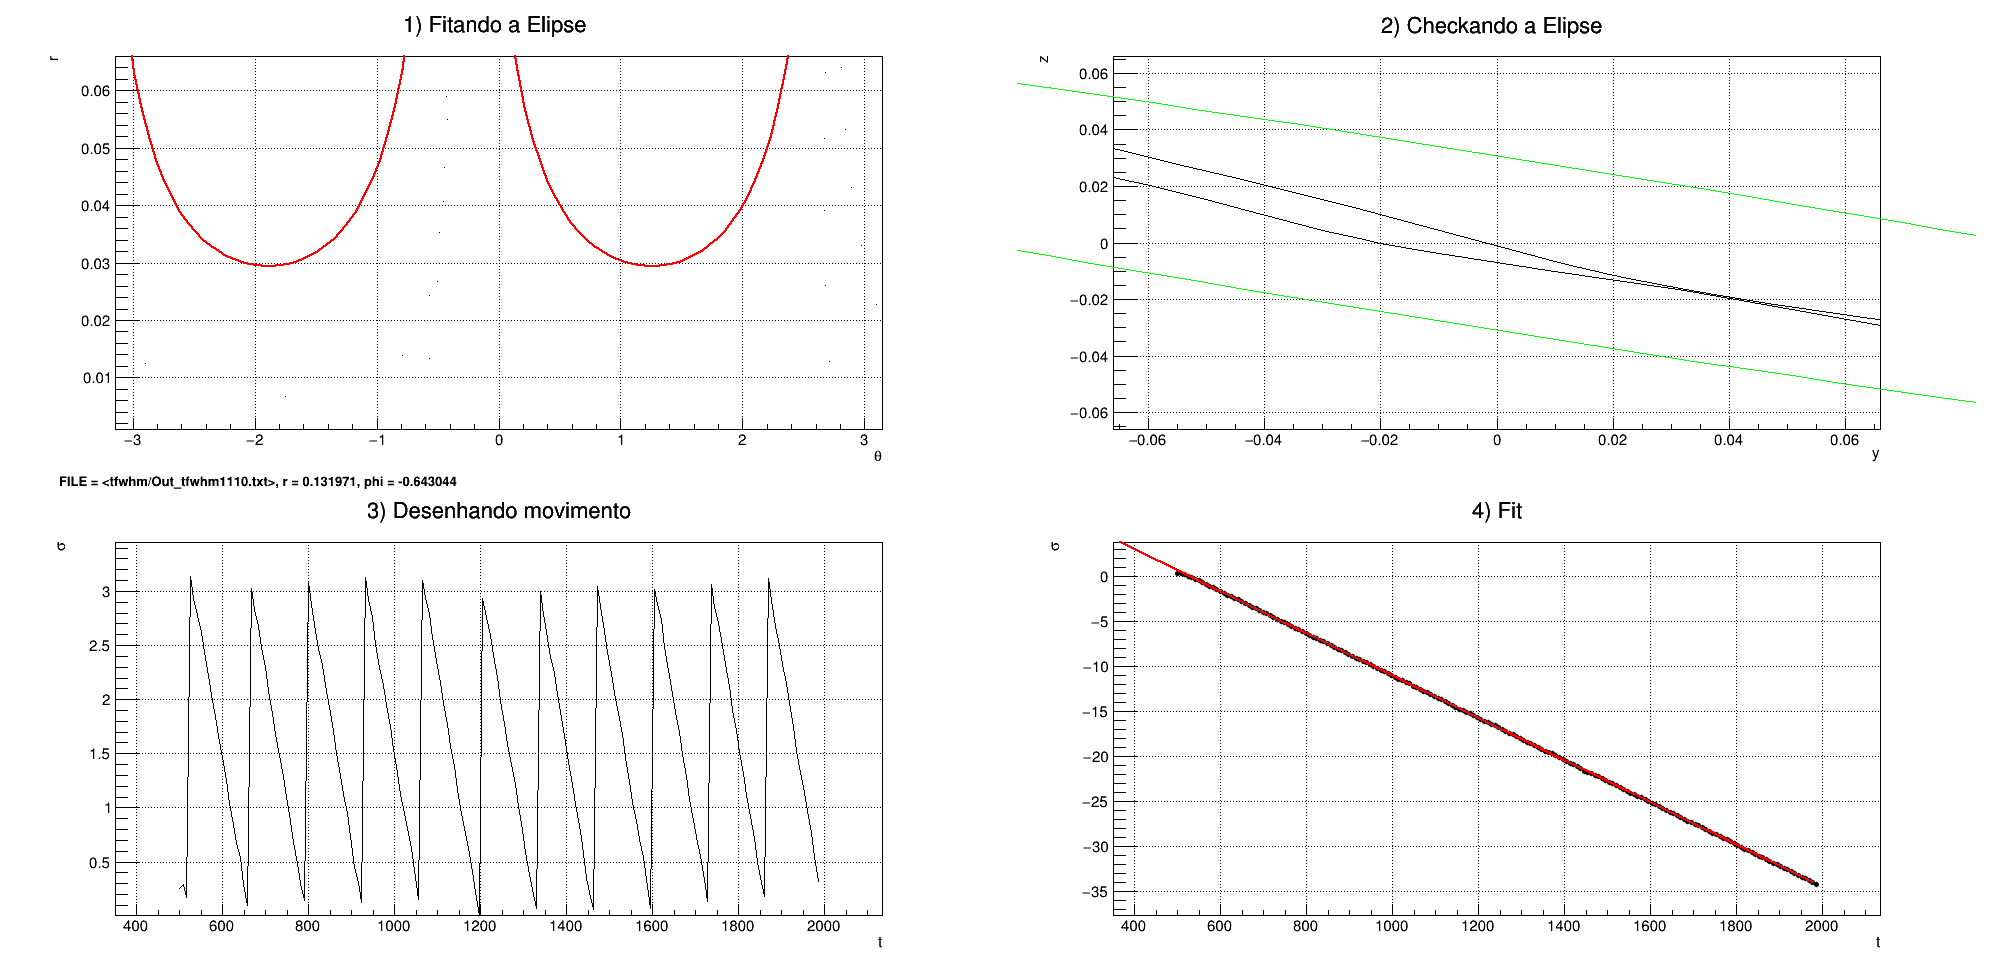 1) Fitando a Elipse
r
0.06
0.05
0.04
0.03
0.02
0.01
−3 −2 −1 0 1 2 3
θ
2) Checkando a Elipse
z
0.06
0.04
0.02
0
−0.02
−0.04
−0.06
−0.06 −0.04 −0.02 0 0.02 0.04 0.06
y
FILE = <tfwhm/Out_tfwhm1110.txt>, r = 0.131971, phi = -0.643044
3) Desenhando movimento
σ
3
2.5
2
1.5
1
0.5
400 600 800 1000 1200 1400 1600 1800 2000
t
4) Fit
σ
0
−5
−10
−15
−20
−25
−30
−35
400 600 800 1000 1200 1400 1600 1800 2000
t